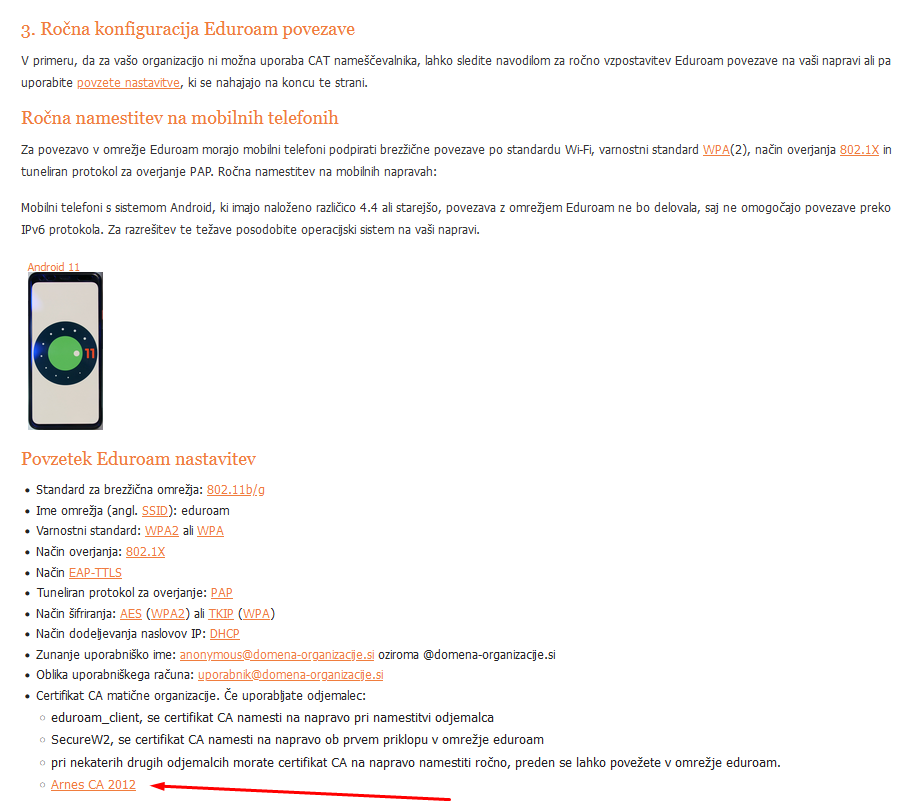 3. Ročna konfiguracija Eduroam povezave
V primeru, da za vašo organizacijo ni možna uporaba CAT nameščevalnika, lahko sledite navodilom za ročno vzpostavitev Eduroam povezave na vaši napravi ali pa
uporabite povzete nastavitve, ki se nahajajo na koncu te strani.
Ročna namestitev na mobilnih telefonih
Za povezavo v omrežje Eduroam morajo mobilni telefoni podpirati brezžične povezave po standardu Wi-Fi, varnostni standard WPA(2), način overjanja 802.1X in
tuneliran protokol za overjanje PAP. Ročna namestitev na mobilnih napravah:
Mobilni telefoni s sistemom Android, ki imajo naloženo različico 4.4 ali starejšo, povezava z omrežjem Eduroam ne bo delovala, saj ne omogočajo povezave preko
IPv6 protokola. Za razrešitev te težave posodobite operacijski sistem na vaši napravi.
Android 11
11
Povzetek Eduroam nastavitev
• Standard za brezžična omrežja: 802.11b/g
• Ime omrežja (angl. SSID): eduroam
• Varnostni standard: WPA2 ali WPA
• Način overjanja: 802.1X
• Način EAP-TTLS
• Tuneliran protokol za overjanje: PAP
• Način šifriranja: AES (WPA2) ali TKIP (WPA)
• Način dodeljevanja naslovov IP: DHCP
• Zunanje uporabniško ime: anonymous@domena-organizacije.si oziroma @domena-organizacije.si
• Oblika uporabniškega računa: uporabnik@domena-organizacije.si
• Certifikat CA matične organizacije. Če uporabljate odjemalec:
○ eduroam_client, se certifikat CA namesti na napravo pri namestitvi odjemalca
○ SecureW2, se certifikat CA namesti na napravo ob prvem priklopu v omrežje eduroam
○ pri nekaterih drugih odjemalcih morate certifikat CA na napravo namestiti ročno, preden se lahko povežete v omrežje eduroam.
○ Arnes CA 2012